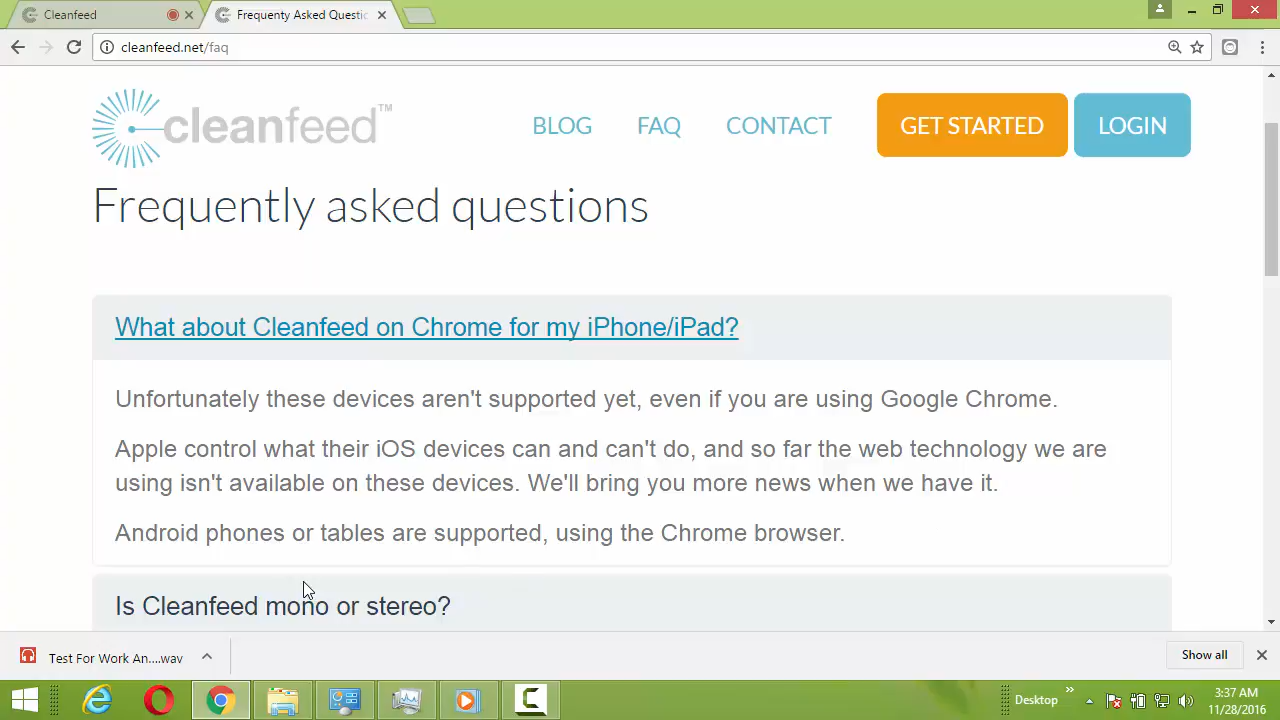 Cleanfeed
Frequenty Asked Questic
cleanfeed.net/faq
cleanfeed™
BLOG
FAQ
CONTACT
GET STARTED
LOGIN
Frequently asked questions
What about Cleanfeed on Chrome for my iPhone/iPad?
Unfortunately these devices aren't supported yet, even if you are using Google Chrome.
Apple control what their iOS devices can and can't do, and so far the web technology we are
using isn't available on these devices. We'll bring you more news when we have it.
Android phones or tables are supported, using the Chrome browser.
Is Cleanfeed mono or stereo?
Test For Work An....wav
Show all
Desktop
3:37 AM
11/28/2016